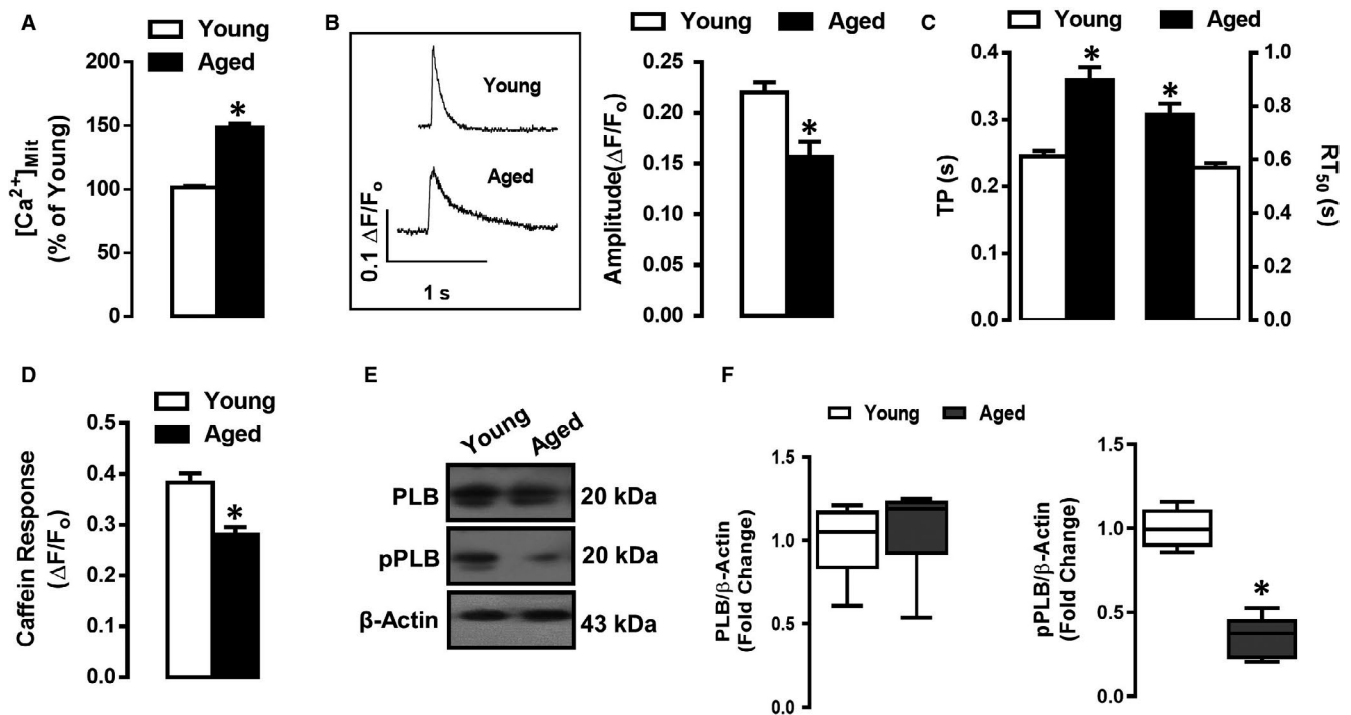 A
Young
Aged
200
150
100
50
0
[Ca²⁺]Mit
(% of Young)
*
B
Young
Aged
0.1 ΔF/Fo
1 s
Young
Aged
0.25
0.20
0.15
0.10
0.05
0.00
Amplitude(ΔF/Fo)
*
C
Young
Aged
0.4
0.3
0.2
0.1
0.0
TP (s)
*
*
1.0
0.8
0.6
0.4
0.2
0.0
RT50 (s)
D
Young
Aged
0.5
0.4
0.3
0.2
0.1
0.0
Caffein Response
(ΔF/Fo)
*
E
Young Aged
PLB 20 kDa
pPLB 20 kDa
β-Actin 43 kDa
F
Young
Aged
1.5
1.0
0.5
1.0
PLB/β-Actin
(Fold Change)
1.5
1.0
0.5
0.0
pPLB/β-Actin
(Fold Change)
*